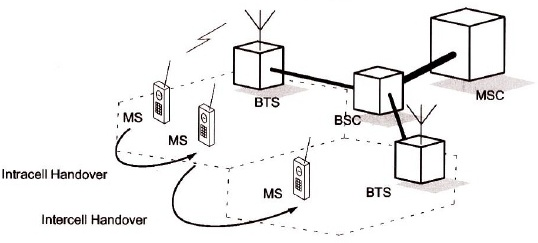 BTS
MSC
BSC
MS
MS
Intracell Handover
MS
BTS
Intercell Handover